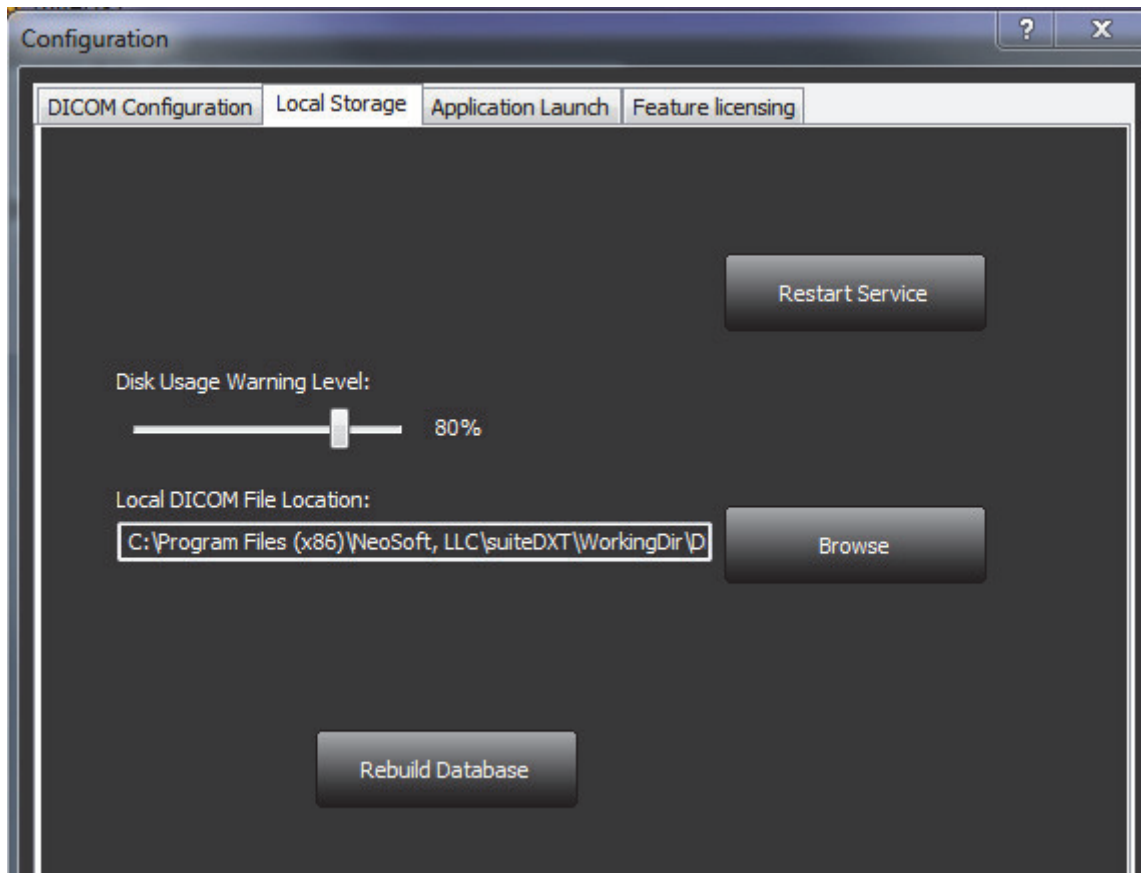 Configuration
DICOM Configuration Local Storage Application Launch Feature licensing
Restart Service
Disk Usage Warning Level:
80%
Local DICOM File Location:
C:\Program Files (x86)\NeoSoft, LLC\suiteDXT\WorkingDir\D
Browse
Rebuild Database